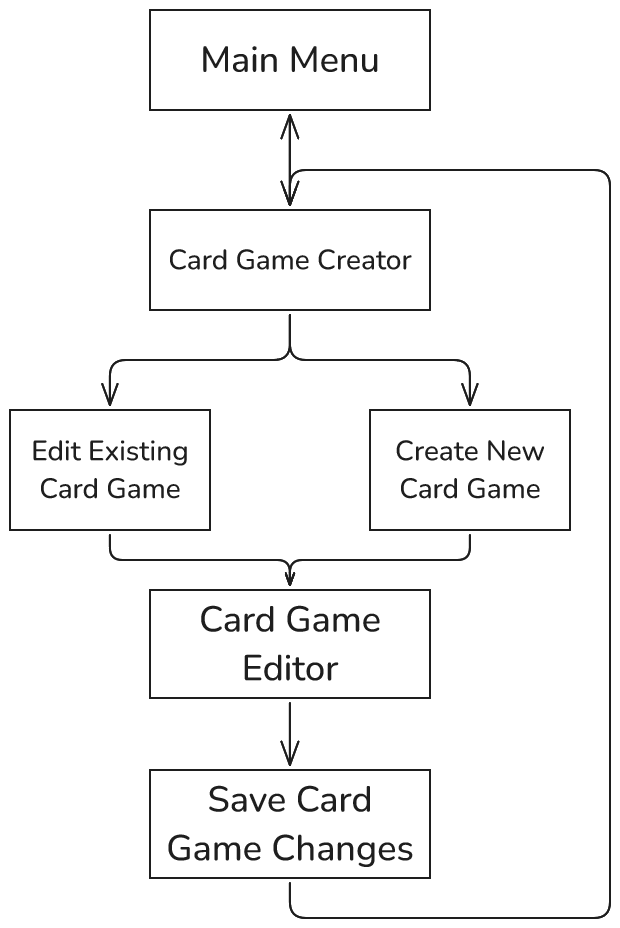 Main Menu
Card Game Creator
Edit Existing
Card Game
Create New
Card Game
Card Game
Editor
Save Card
Game Changes